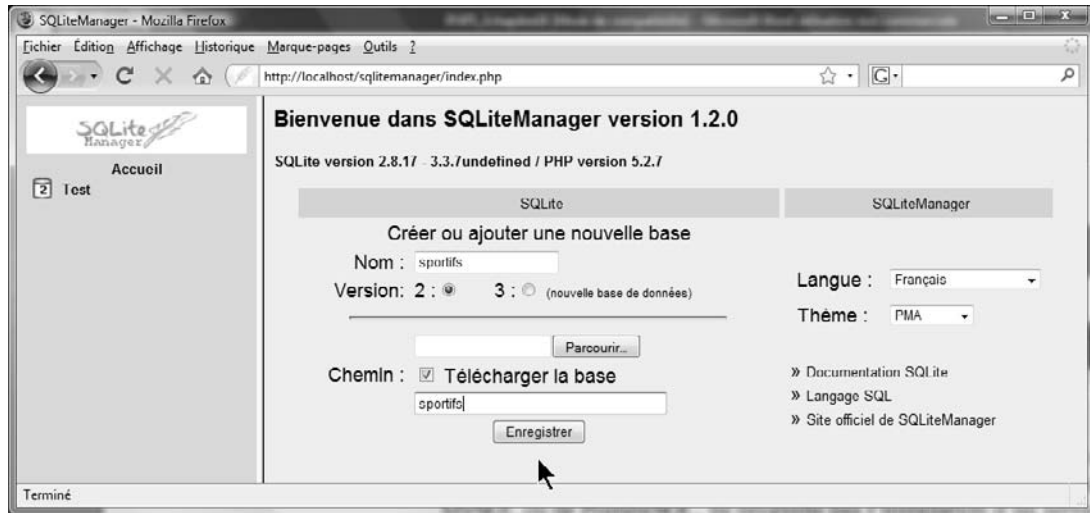 SQLiteManager - Mozilla Firefox
Fichier Édition Affichage Historique Marque-pages Outils ?
http://localhost/sqlitemanager/index.php
SQLite
Manager
Accueil
2 Test
Bienvenue dans SQLiteManager version 1.2.0
SQLite version 2.8.17 - 3.3.7undefined / PHP version 5.2.7
SQLite
Créer ou ajouter une nouvelle base
Nom : sportifs
Version: 2 : 3 : (nouvelle base de données)
Parcourir...
Chemin : Télécharger la base
sportifs
Enregistrer
SQLiteManager
Langue : Français
Thème : PMA
» Documentation SQLite
» Langage SQL
» Site officiel de SQLiteManager
Terminé